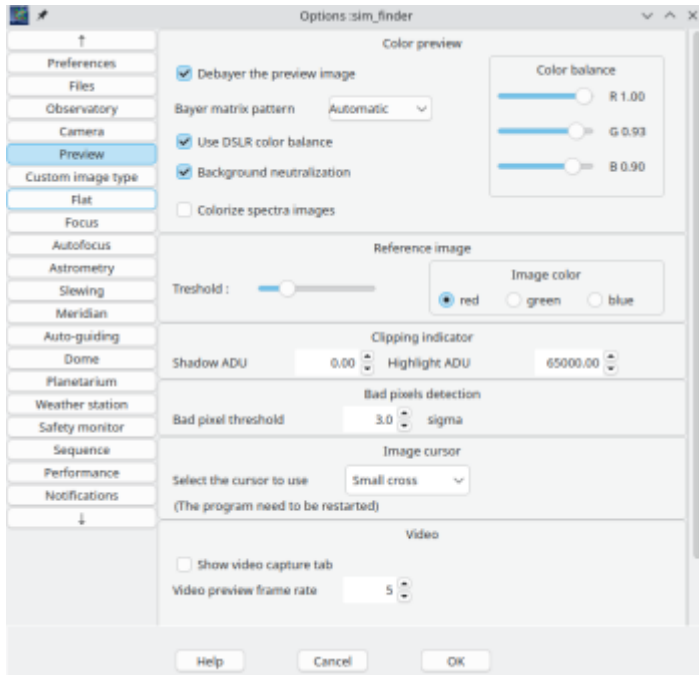 Options :sim_finder
↑
Preferences
Files
Observatory
Camera
Preview
Custom image type
Flat
Focus
Autofocus
Astrometry
Slewing
Meridian
Auto-guiding
Dome
Planetarium
Weather station
Safety monitor
Sequence
Performance
Notifications
↓
Color preview
Debayer the preview image
Bayer matrix pattern Automatic
Use DSLR color balance
Background neutralization
Colorize spectra images
Color balance
R 1.00
G 0.93
B 0.90
Reference image
Treshold :
Image color
red green blue
Clipping indicator
Shadow ADU 0.00 Highlight ADU 65000.00
Bad pixels detection
Bad pixel threshold 3.0 sigma
Image cursor
Select the cursor to use Small cross
(The program need to be restarted)
Video
Show video capture tab
Video preview frame rate 5
Help Cancel OK